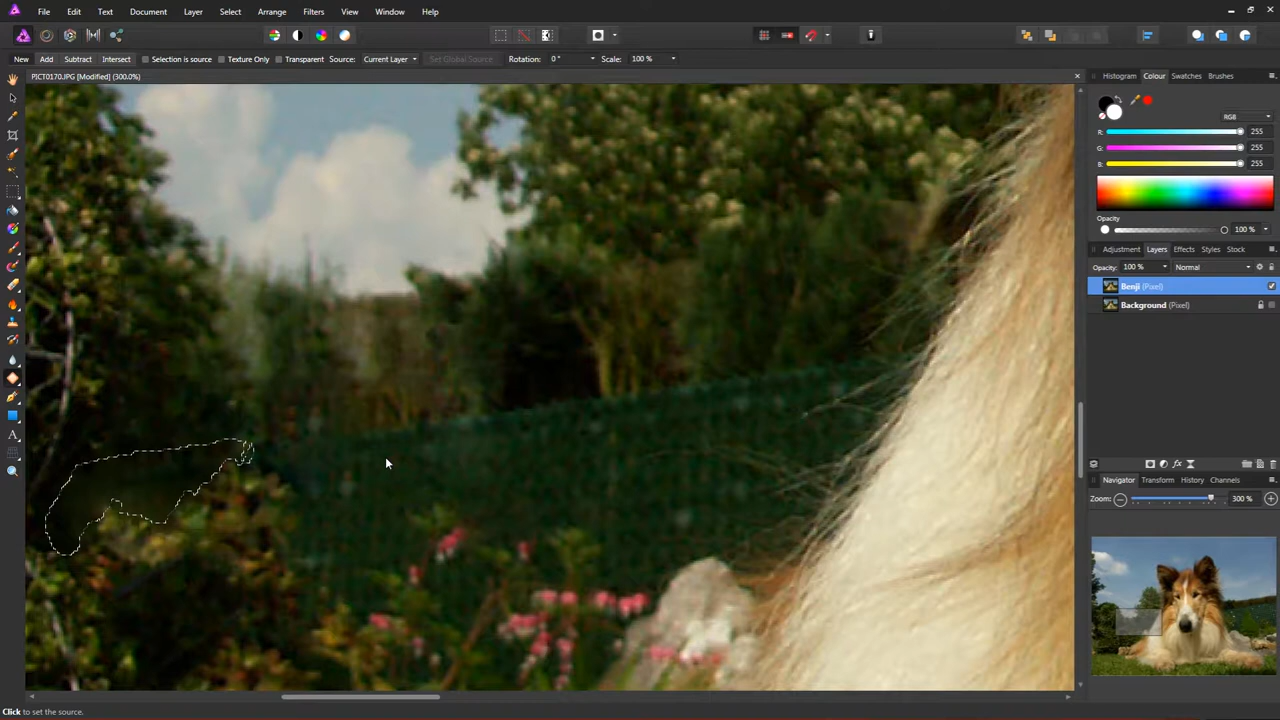 File Edit Text Document Layer Select Arrange Filters View Window Help
New Add Subtract Intersect Selection is source Texture Only Transparent Source: Current Layer Set Global Source Rotation: 0 ° Scale: 100 %
PICT0170.JPG [Modified] (300.0%)
Histogram Colour Swatches Brushes
RGB
R: 255
G: 255
B: 255
Opacity
100 %
Adjustment Layers Effects Styles Stock
Opacity: 100 % Normal
Benji (Pixel)
Background (Pixel)
Navigator Transform History Channels
Zoom: 300 %
Click to set the source.